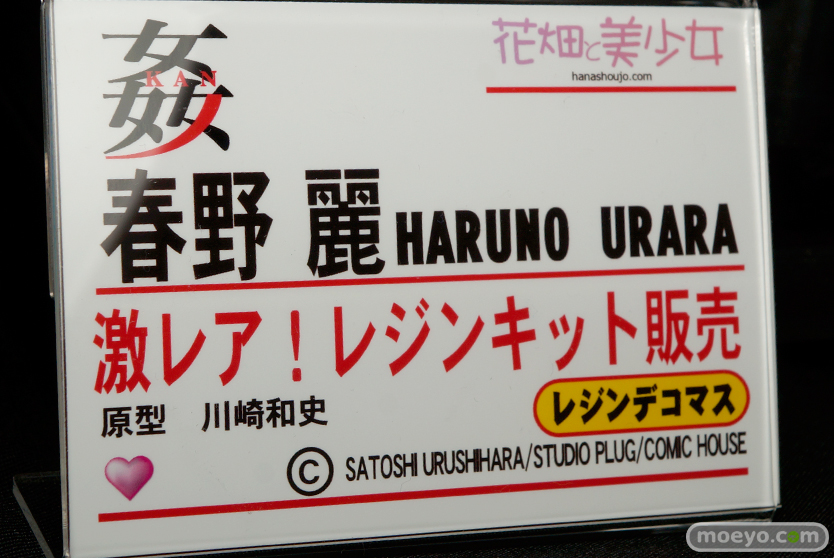 姦
KAN
花畑と美少女
hanashoujo.com
春野 麗 HARUNO URARA
激レア！レジンキット販売
原型 川崎和史
レジンデコマス
© SATOSHI URUSHIHARA/STUDIO PLUG/COMIC HOUSE
moeyo.com